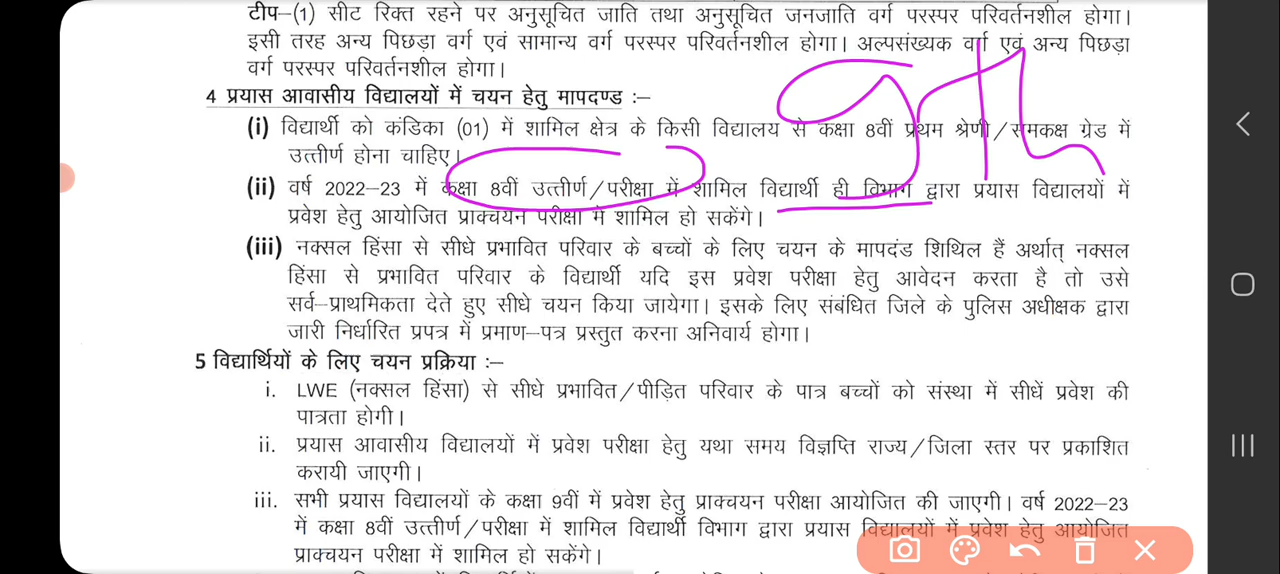 टीप–(1) सीट रिक्त रहने पर अनुसूचित जाति तथा अनुसूचित जनजाति वर्ग परस्पर परिवर्तनशील होगा।
इसी तरह अन्य पिछड़ा वर्ग एवं सामान्य वर्ग परस्पर परिवर्तनशील होगा। अल्पसंख्यक वर्ग एवं अन्य पिछड़ा
वर्ग परस्पर परिवर्तनशील होगा।
4 प्रयास आवासीय विद्यालयों में चयन हेतु मापदण्ड :–
9th
(i) विद्यार्थी को कंडिका (01) में शामिल क्षेत्र के किसी विद्यालय से कक्षा 8वीं प्रथम श्रेणी/समकक्ष ग्रेड में
उत्तीर्ण होना चाहिए।
(ii) वर्ष 2022–23 में कक्षा 8वीं उत्तीर्ण/परीक्षा में शामिल विद्यार्थी ही विभाग द्वारा प्रयास विद्यालयों में
प्रवेश हेतु आयोजित प्राक्चयन परीक्षा में शामिल हो सकेंगे।
(iii) नक्सल हिंसा से सीधे प्रभावित परिवार के बच्चों के लिए चयन के मापदंड शिथिल हैं अर्थात् नक्सल
हिंसा से प्रभावित परिवार के विद्यार्थी यदि इस प्रवेश परीक्षा हेतु आवेदन करता है तो उसे
सर्व–प्राथमिकता देते हुए सीधे चयन किया जायेगा। इसके लिए संबंधित जिले के पुलिस अधीक्षक द्वारा
जारी निर्धारित प्रपत्र में प्रमाण–पत्र प्रस्तुत करना अनिवार्य होगा।
5 विद्यार्थियों के लिए चयन प्रक्रिया :–
i. LWE (नक्सल हिंसा) से सीधे प्रभावित/पीड़ित परिवार के पात्र बच्चों को संस्था में सीधें प्रवेश की
पात्रता होगी।
ii. प्रयास आवासीय विद्यालयों में प्रवेश परीक्षा हेतु यथा समय विज्ञप्ति राज्य/जिला स्तर पर प्रकाशित
करायी जाएगी।
iii. सभी प्रयास विद्यालयों के कक्षा 9वीं में प्रवेश हेतु प्राक्चयन परीक्षा आयोजित की जाएगी। वर्ष 2022–23
में कक्षा 8वीं उत्तीर्ण/परीक्षा में शामिल विद्यार्थी विभाग द्वारा प्रयास विद्यालयों में प्रवेश हेतु आयोजित
प्राक्चयन परीक्षा में शामिल हो सकेंगे।